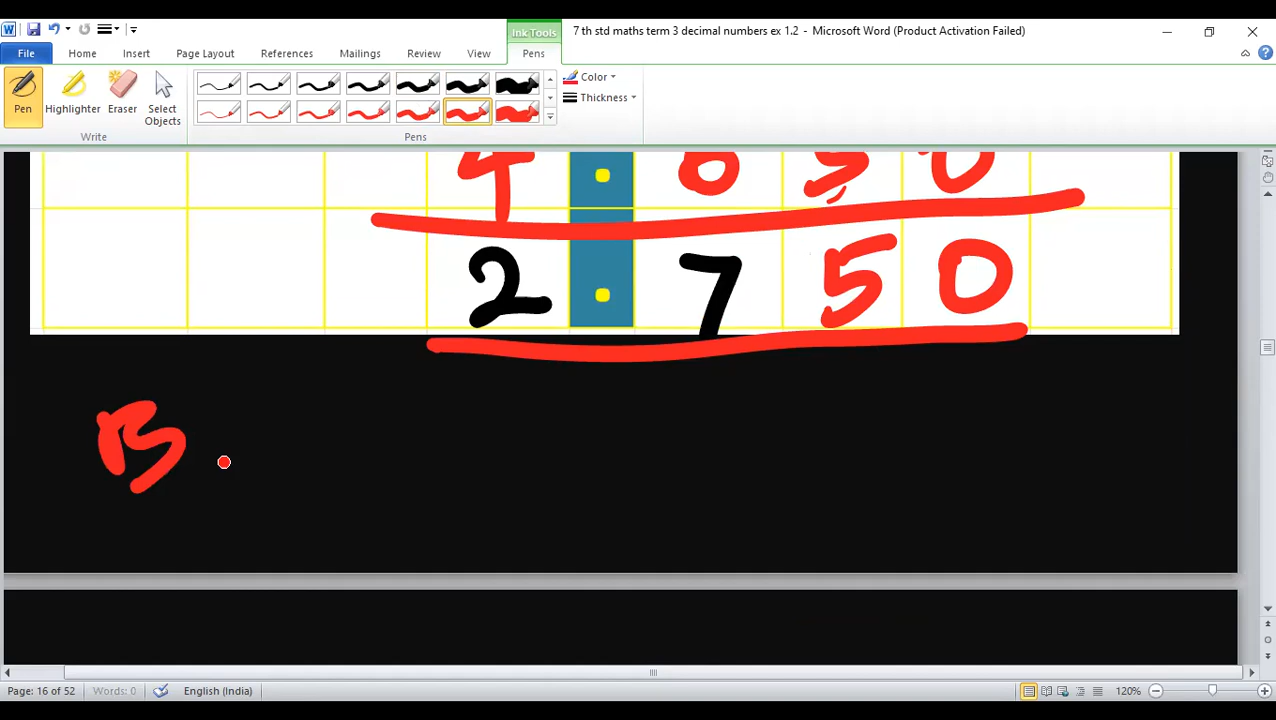 7 th std maths term 3 decimal numbers ex 1.2 - Microsoft Word (Product Activation Failed)
Ink Tools
File Home Insert Page Layout References Mailings Review View Pens
Pen Highlighter Eraser Select Objects
Color
Thickness
Write
Pens
4 .
2 . 7 5 0
B
Page: 16 of 52 Words: 0 English (India) 120%